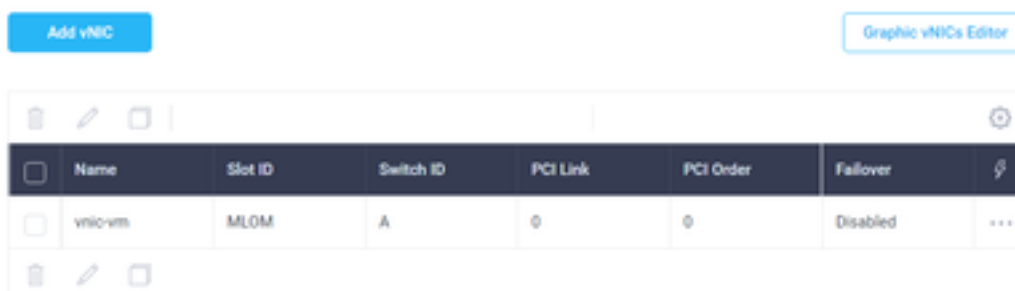 Add vNIC
Graphic vNICs Editor
Name Slot ID Switch ID PCI Link PCI Order Failover
vnic-vm MLOM A 0 0 Disabled ...